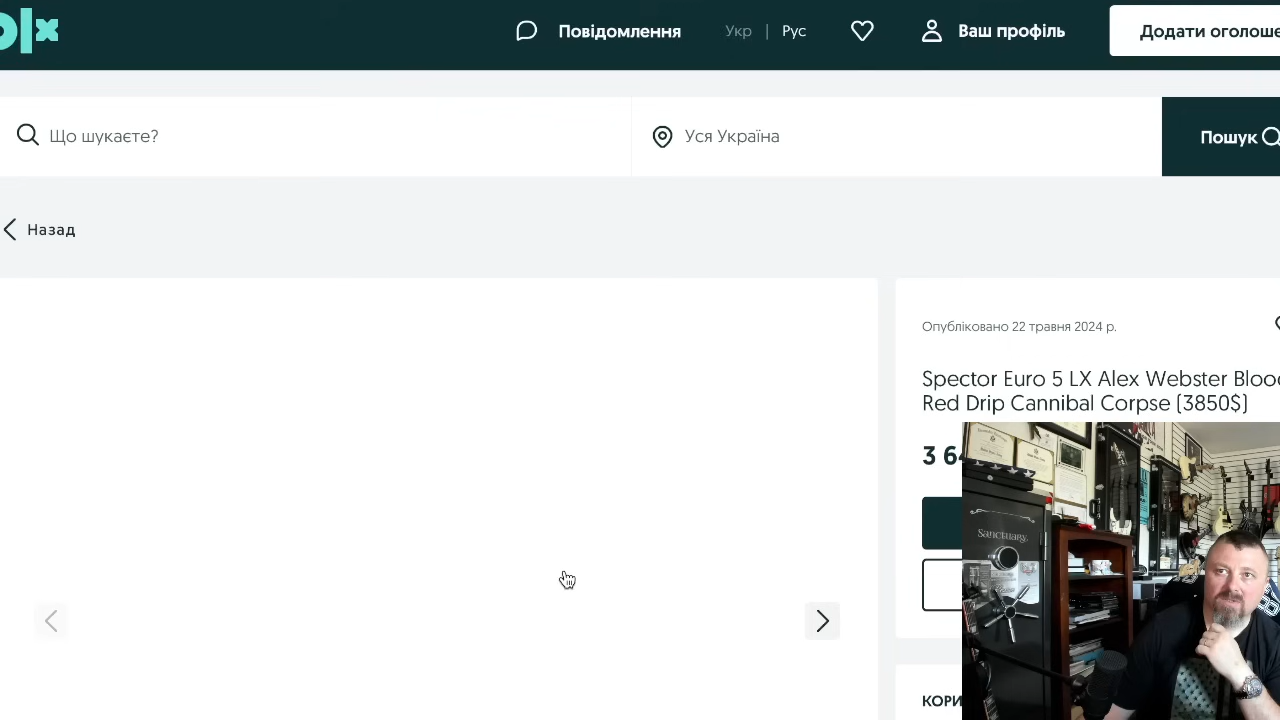 olx
Повідомлення
Укр | Рус
Ваш профіль
Додати оголоше
Що шукаєте?
Уся Україна
Пошук
Назад
Опубліковано 22 травня 2024 р.
Spector Euro 5 LX Alex Webster Bloo
Red Drip Cannibal Corpse (3850$)
3 64
Sanctuary.
КОРИ